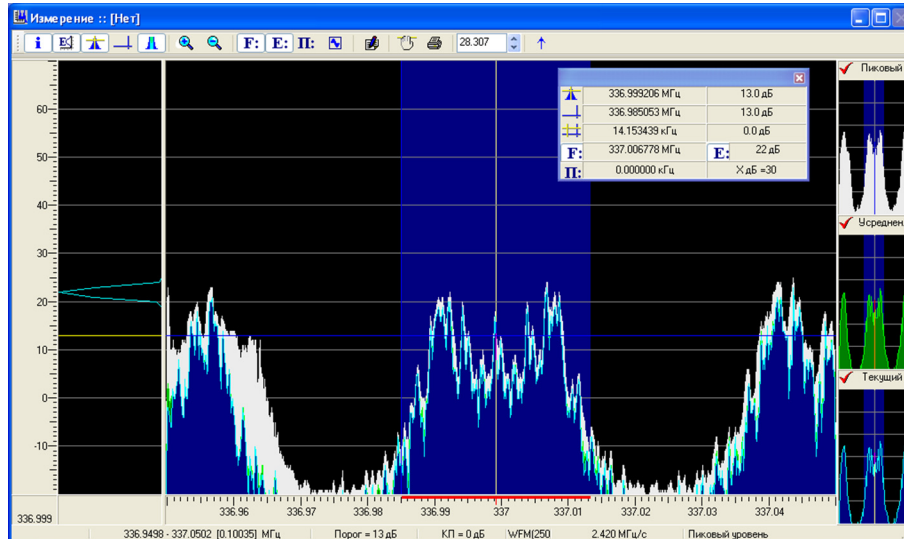 Измерение :: [Нет]
F: E: П: 28.307
Пиковый
336.999206 МГц 13.0 дБ
336.985053 МГц 13.0 дБ
14.153439 кГц 0.0 дБ
F: 337.006778 МГц E: 22 дБ
П: 0.000000 кГц X дБ =30
60
50
40
30
20
10
0
-10
Усреднен
Текущий
336.96 336.97 336.98 336.99 337 337.01 337.02 337.03 337.04
336.999
336.9498 - 337.0502 [0.10035] МГц Порог = 13 дБ КП = 0 дБ WFM(250 2.420 МГц/с Пиковый уровень